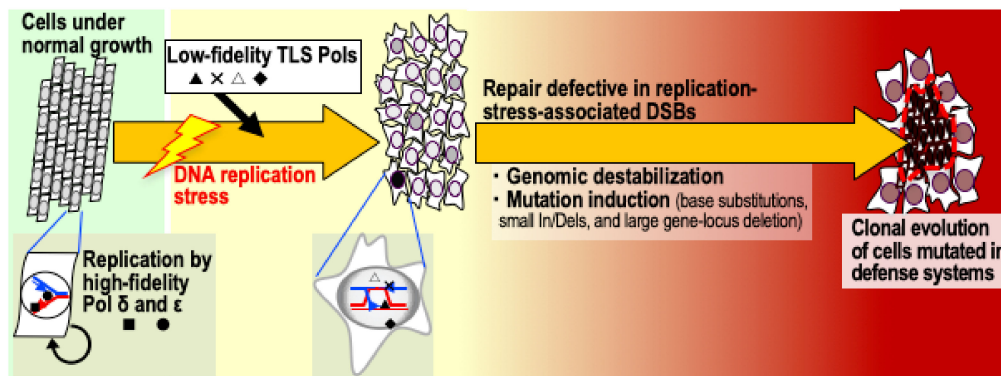 Cells under
normal growth
Low-fidelity TLS Pols
▲ × △ ◆
DNA replication
stress
Repair defective in replication-
stress-associated DSBs
・Genomic destabilization
・Mutation induction (base substitutions,
small In/Dels, and large gene-locus deletion)
Clonal evolution
of cells mutated in
defense systems
Replication by
high-fidelity
Pol δ and ε
■ ●